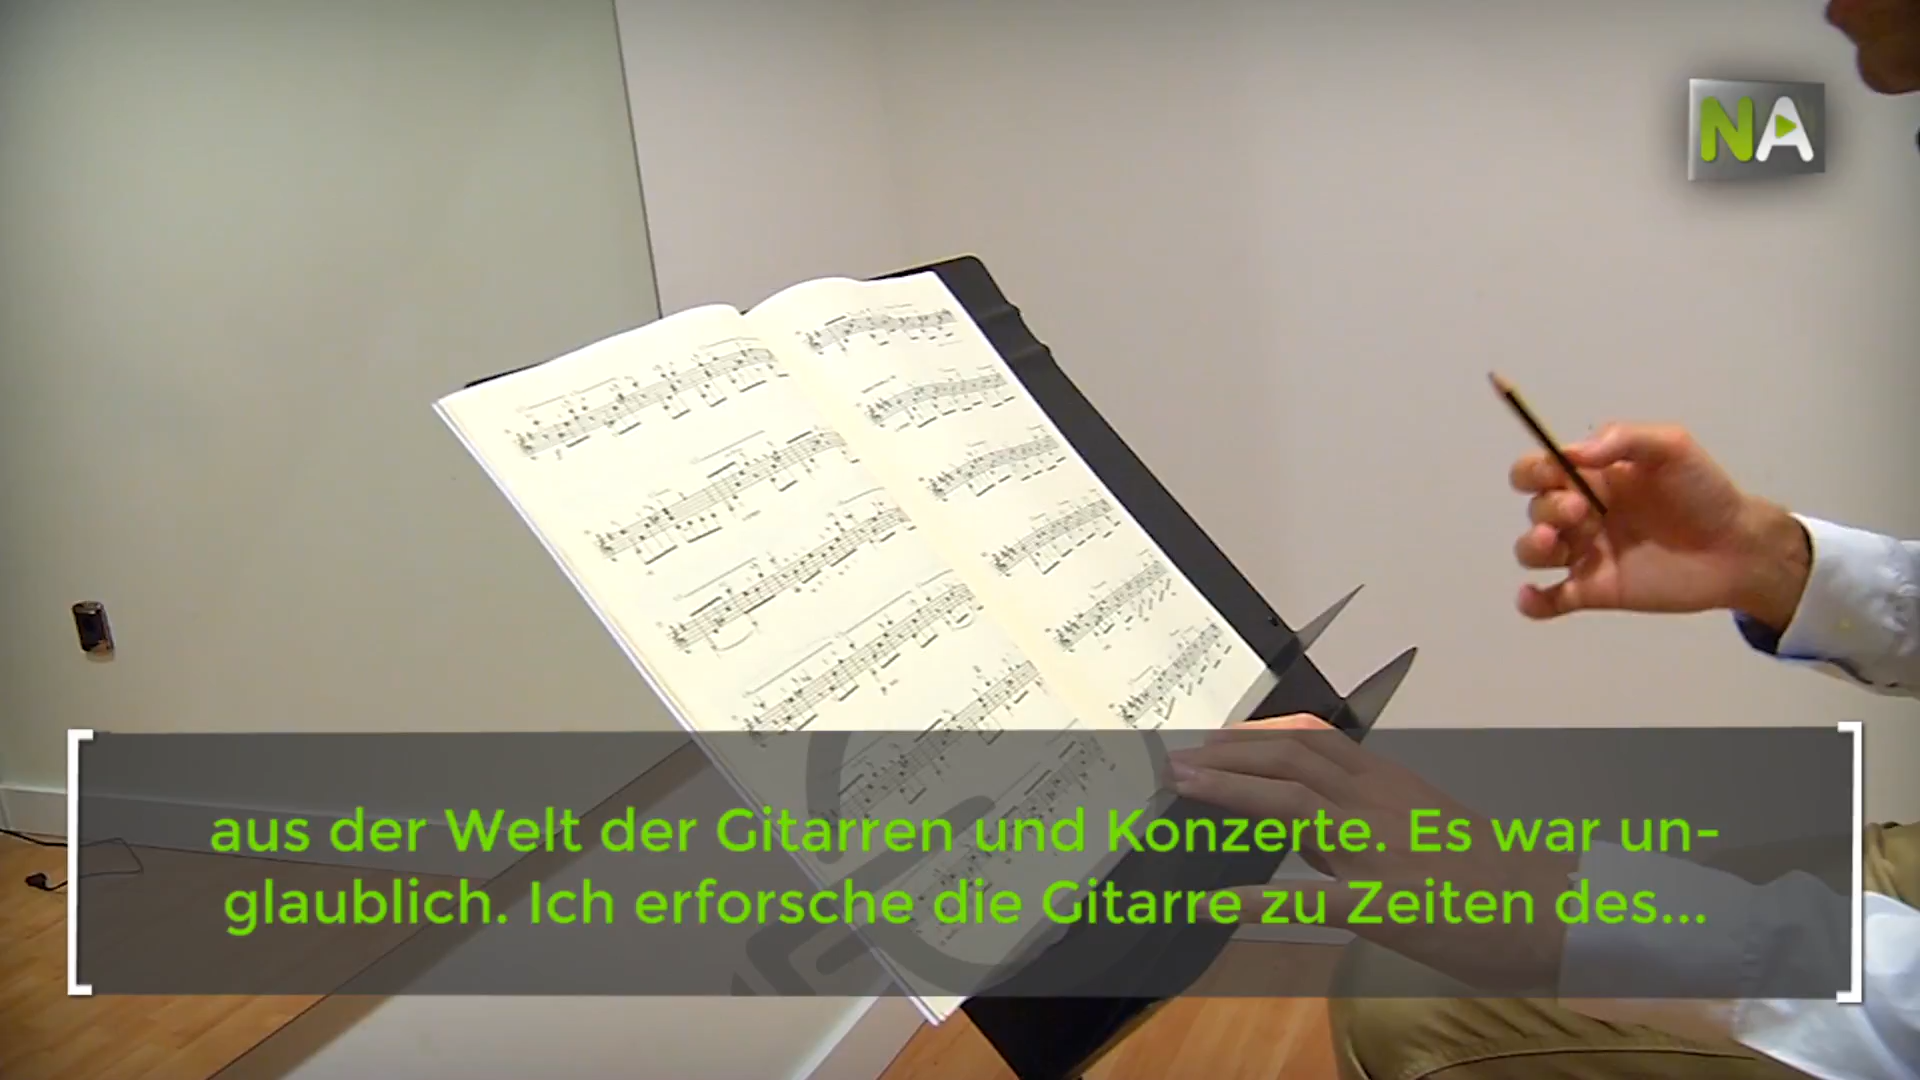 NA
aus der Welt der Gitarren und Konzerte. Es war un-
glaublich. Ich erforsche die Gitarre zu Zeiten des...